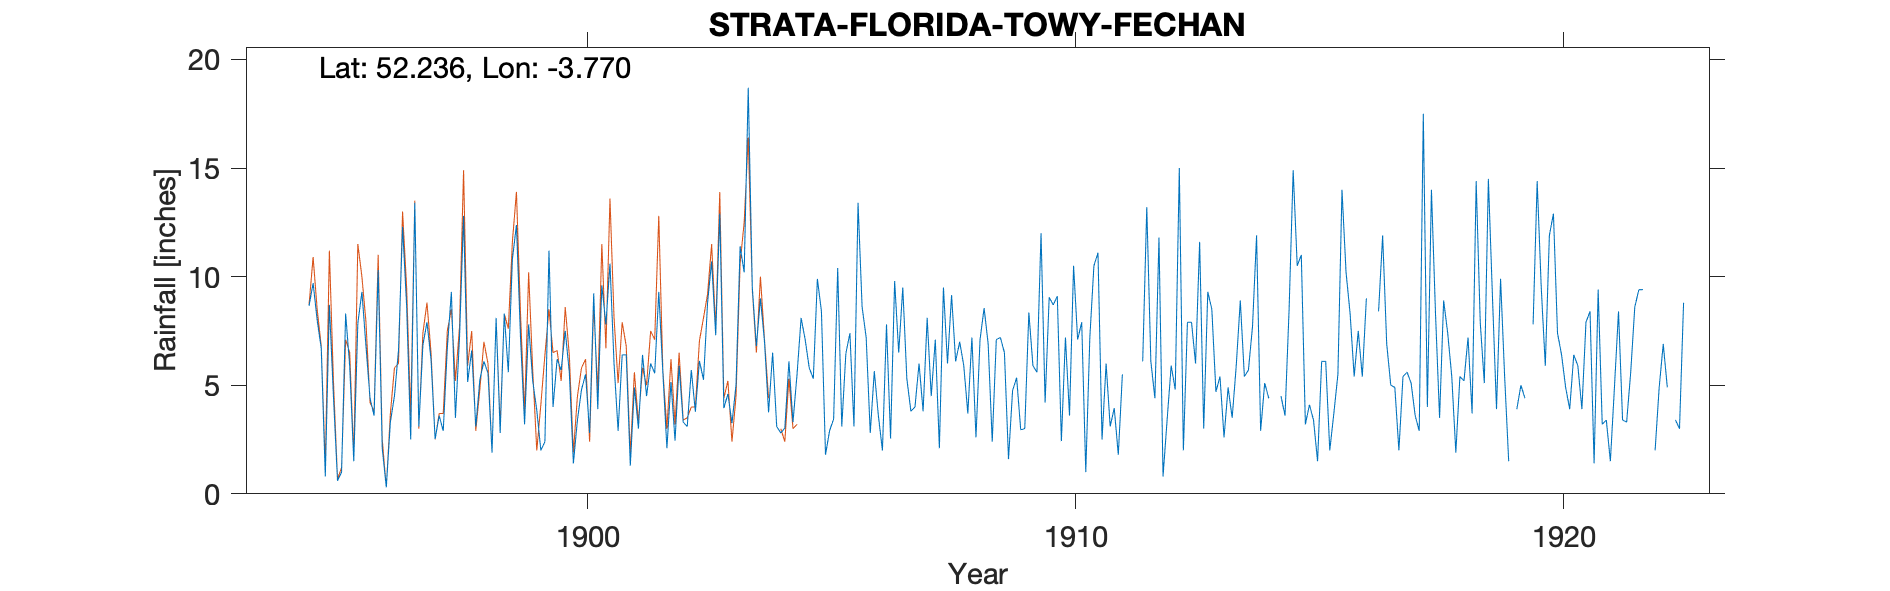 STRATA-FLORIDA-TOWY-FECHAN
Lat: 52.236, Lon: -3.770
20
15
10
5
0
Rainfall [inches]
1900 1910 1920
Year